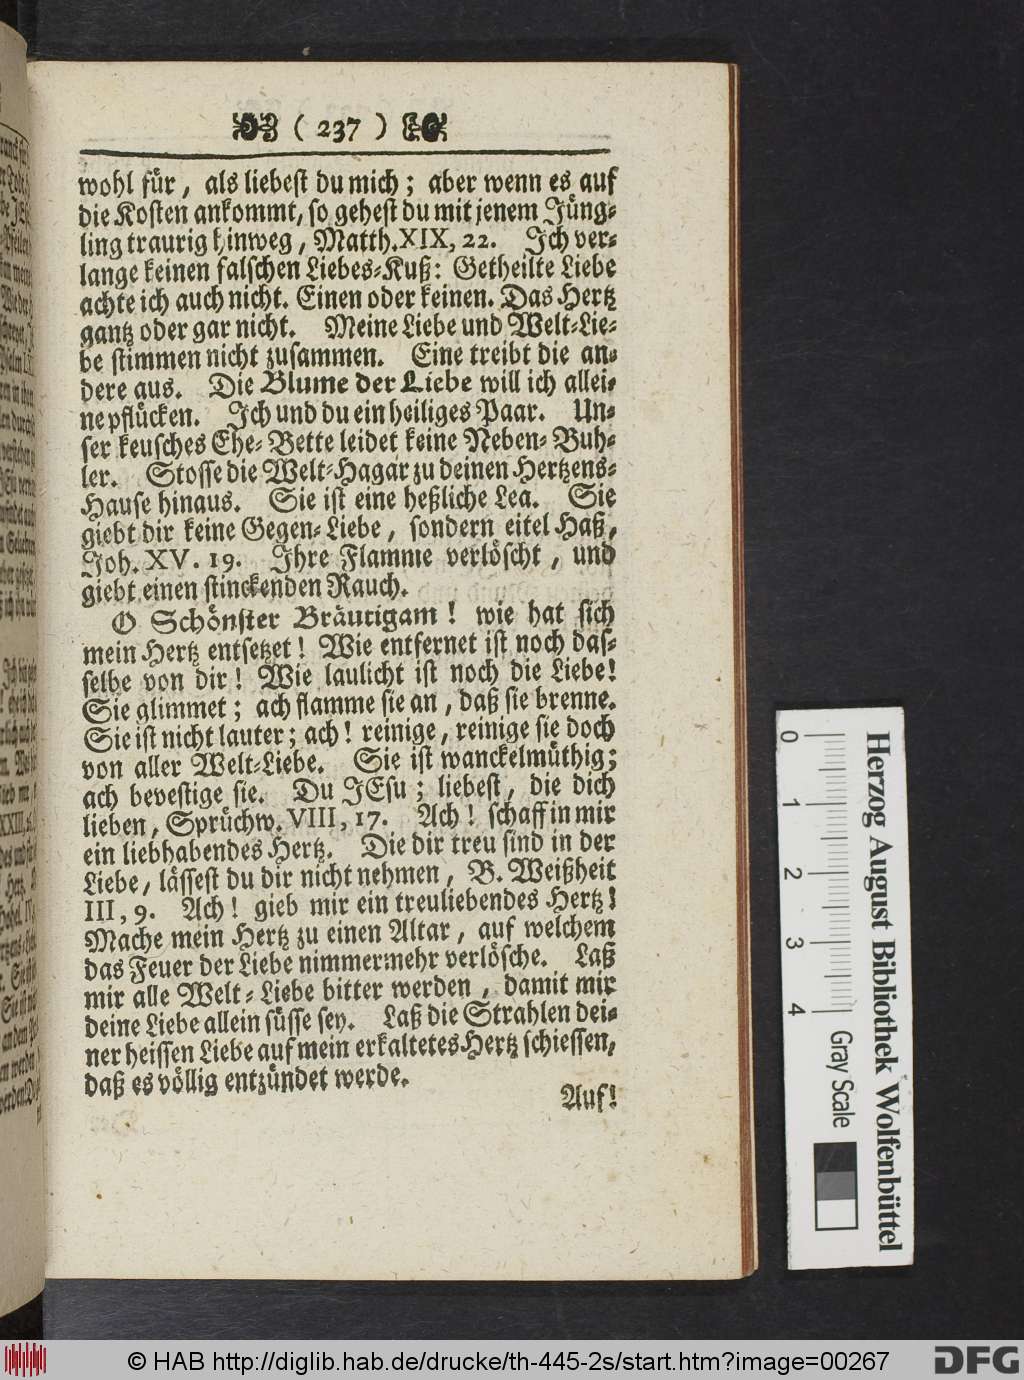 ( 237 )
wohl für, als liebest du mich; aber wenn es auf
die Kosten ankommt, so gehest du mit jenem Jüng-
ling traurig hinweg, Matth. XIX, 22. Ich ver-
lange keinen falschen Liebes-Kuß: Getheilte Liebe
achte ich auch nicht. Einen oder keinen. Das Hertz
gantz oder gar nicht. Meine Liebe und Welt-Lie-
be stimmen nicht zusammen. Eine treibt die an-
dere aus. Die Blume der Liebe will ich allei-
ne pflücken. Ich und du ein heiliges Paar. Un-
ser keusches Ehe-Bette leidet keine Neben-Buh-
ler. Stosse die Welt-Hagar zu deinen Hertzens-
Hause hinaus. Sie ist eine heßliche Lea. Sie
giebt dir keine Gegen-Liebe, sondern eitel Haß,
Joh. XV. 19. Ihre Flamme verlöscht, und
giebt einen stinckenden Rauch.
O Schönster Bräutigam! wie hat sich
mein Hertz entsetzet! Wie entfernet ist noch das-
selbe von dir! Wie laulicht ist noch die Liebe!
Sie glimmet; ach flamme sie an, daß sie brenne.
Sie ist nicht lauter; ach! reinige, reinige sie doch
von aller Welt-Liebe. Sie ist wanckelmüthig;
ach bevestige sie. Du JEsu; liebest, die dich
lieben, Sprüchw. VIII, 17. Ach! schaff in mir
ein liebhabendes Hertz. Die dir treu sind in der
Liebe, lässest du dir nicht nehmen, B. Weißheit
III, 9. Ach! gieb mir ein treuliebendes Hertz!
Mache mein Hertz zu einen Altar, auf welchem
das Feuer der Liebe nimmermehr verlösche. Laß
mir alle Welt-Liebe bitter werden, damit mir
deine Liebe allein süsse sey. Laß die Strahlen dei-
ner heissen Liebe auf mein erkaltetes Hertz schiessen,
daß es völlig entzündet werde.
Auf!
0 1 2 3 4
Gray Scale
Herzog August Bibliothek Wolfenbüttel
© HAB http://diglib.hab.de/drucke/th-445-2s/start.htm?image=00267
DFG